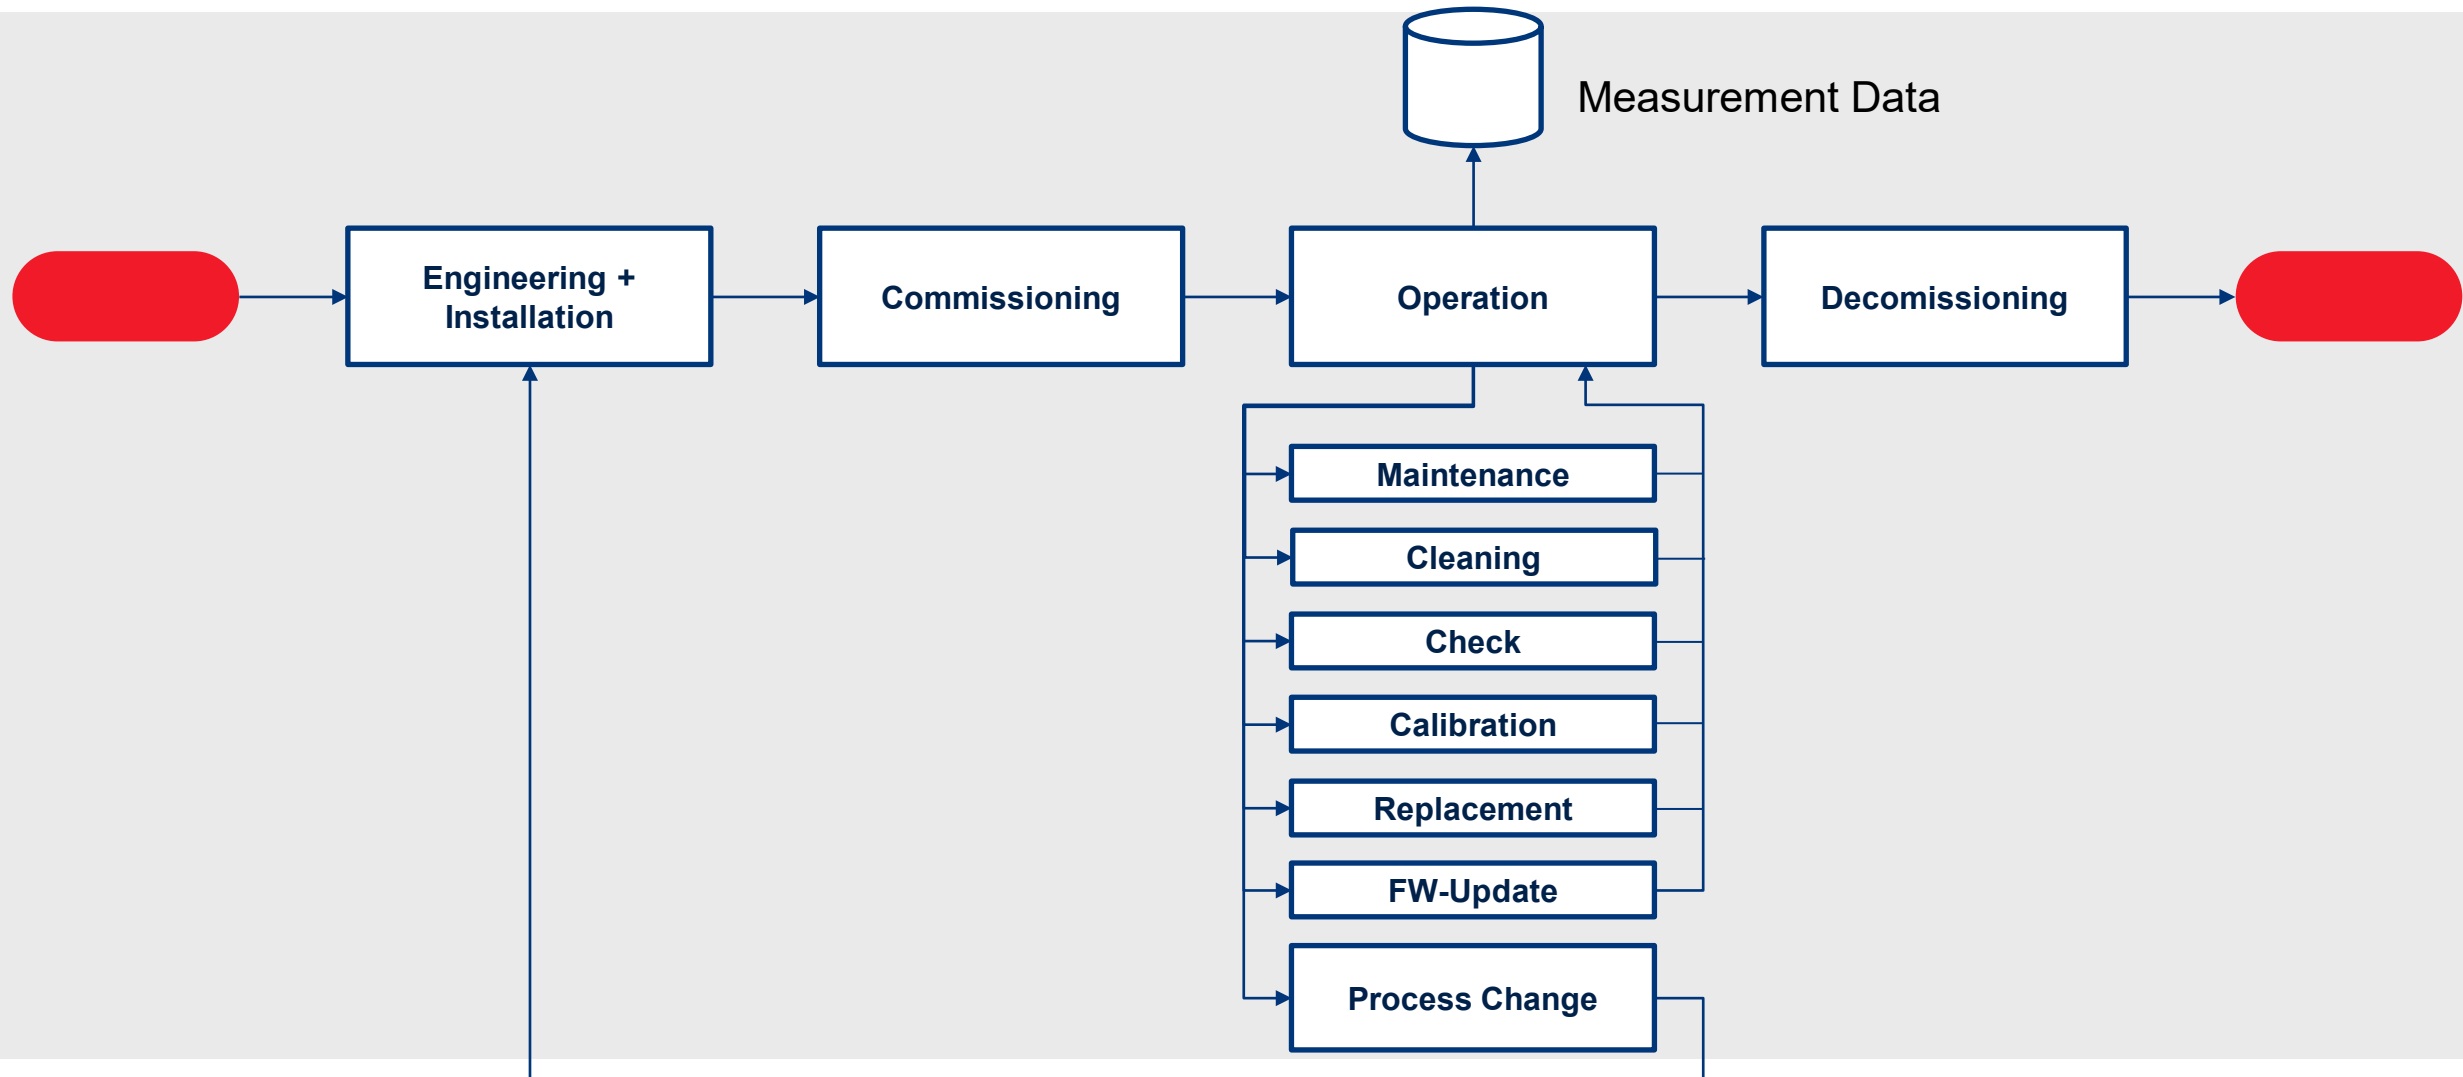 Measurement Data
Engineering +
Installation
Commissioning
Operation
Decomissioning
Maintenance
Cleaning
Check
Calibration
Replacement
FW-Update
Process Change